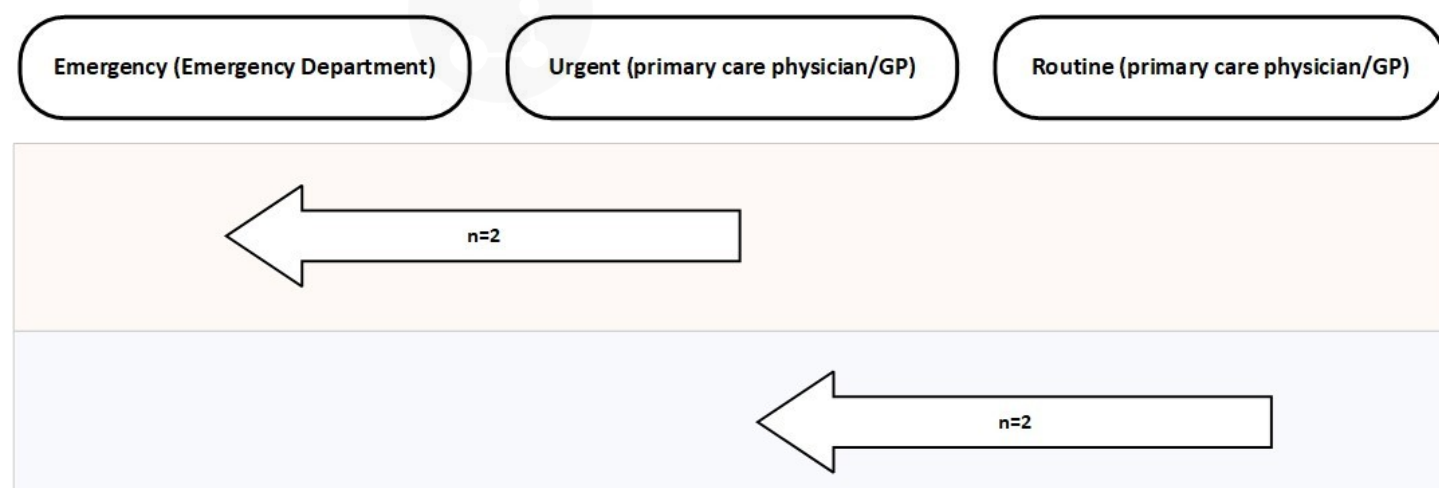 Emergency (Emergency Department)
Urgent (primary care physician/GP)
Routine (primary care physician/GP)
n=2
n=2